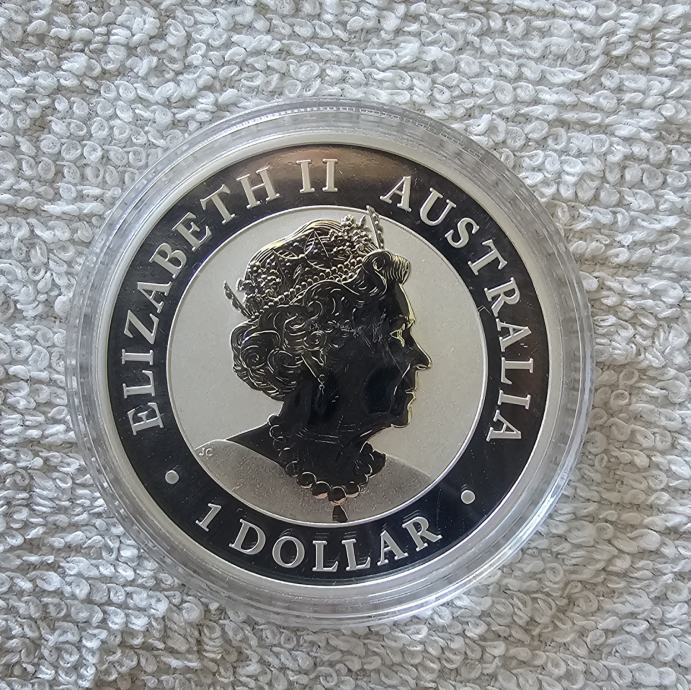 ELIZABETH II AUSTRALIA
JC
1 DOLLAR